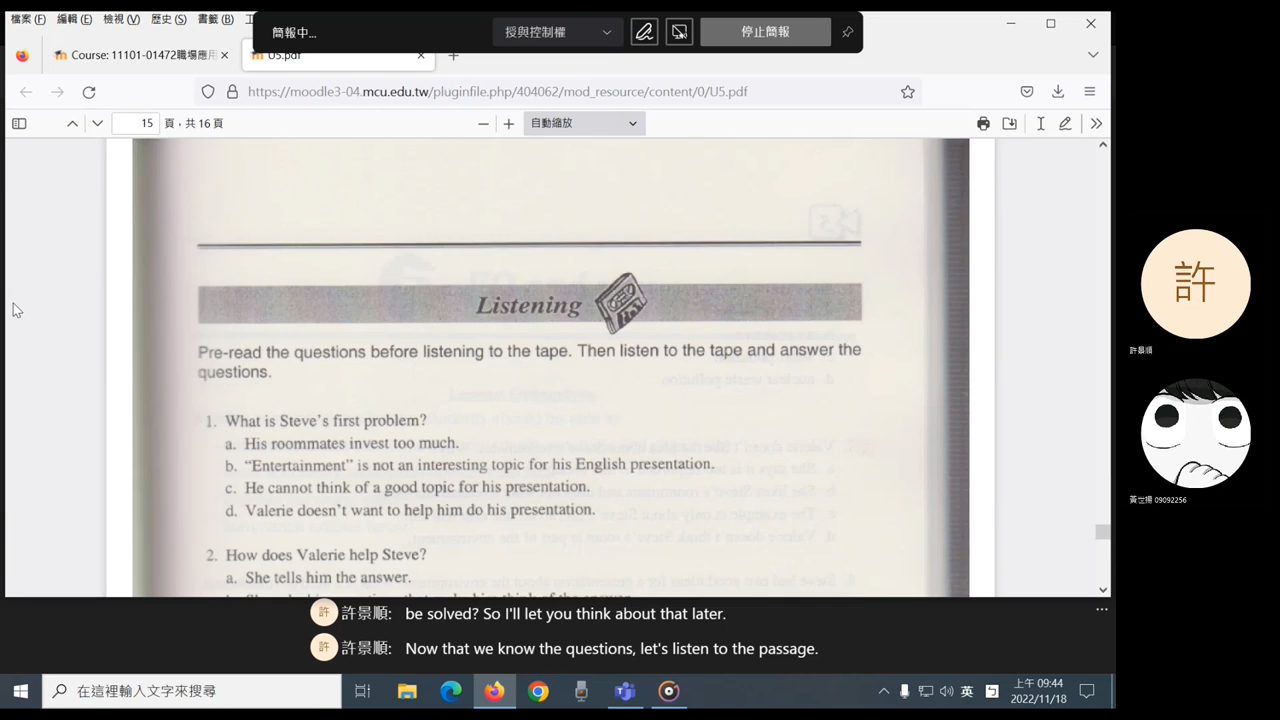 檔案(F) 編輯(E) 檢視(V) 歷史(S) 書籤(B)
簡報中...
授與控制權
停止簡報
Course: 11101-01472職場應用
U5.pdf
https://moodle3-04.mcu.edu.tw/pluginfile.php/404062/mod_resource/content/0/U5.pdf
15 頁，共 16 頁
自動縮放
Listening
Pre-read the questions before listening to the tape. Then listen to the tape and answer the
questions.
1. What is Steve's first problem?
a. His roommates invest too much.
b. "Entertainment" is not an interesting topic for his English presentation.
c. He cannot think of a good topic for his presentation.
d. Valerie doesn't want to help him do his presentation.
2. How does Valerie help Steve?
a. She tells him the answer.
許
許景順
黃世揚 09092256
許 許景順: be solved? So I'll let you think about that later.
許 許景順: Now that we know the questions, let's listen to the passage.
在這裡輸入文字來搜尋
英
上午 09:44
2022/11/18